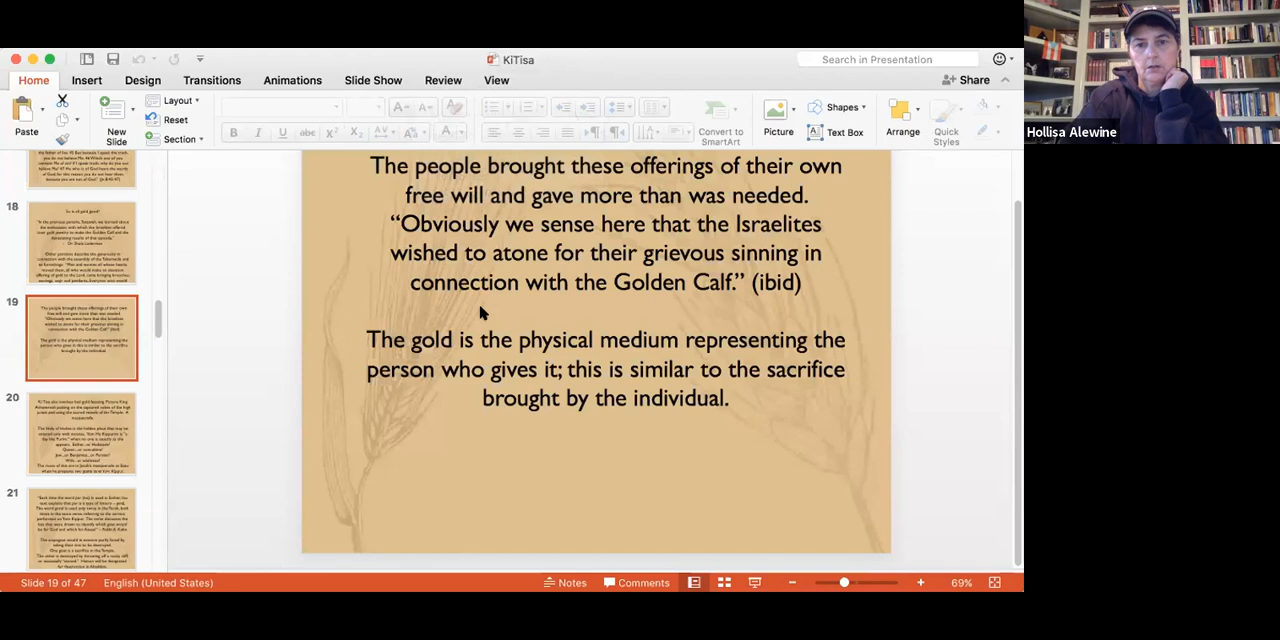 KiTisa
Search in Presentation
Home Insert Design Transitions Animations Slide Show Review View
Share
Paste
New Slide
Layout
Reset
Section
Convert to SmartArt
Picture
Shapes
Text Box
Arrange
Quick Styles
Hollisa Alewine
18
19
20
21
The people brought these offerings of their own
free will and gave more than was needed.
“Obviously we sense here that the Israelites
wished to atone for their grievous sinning in
connection with the Golden Calf.” (ibid)
The gold is the physical medium representing the
person who gives it; this is similar to the sacrifice
brought by the individual.
Slide 19 of 47
English (United States)
Notes
Comments
69%